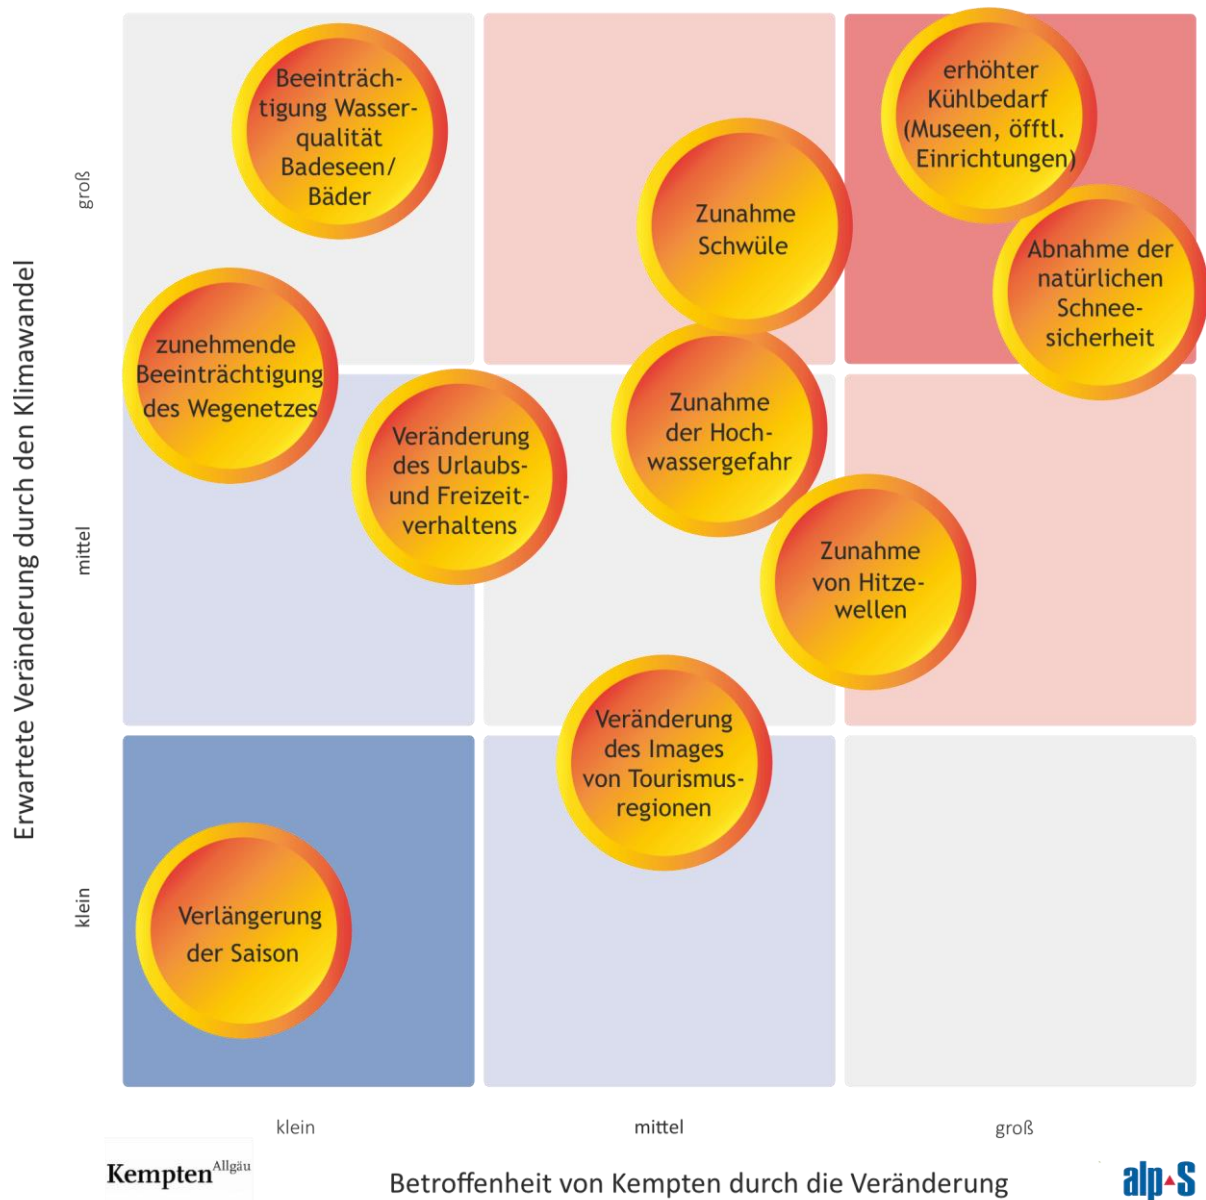 Erwartete Veränderung durch den Klimawandel
groß
mittel
klein
Beeinträch-
tigung Wasser-
qualität
Badeseen/
Bäder
erhöhter
Kühlbedarf
(Museen, öfftl.
Einrichtungen)
Zunahme
Schwüle
Abnahme der
natürlichen
Schnee-
sicherheit
zunehmende
Beeinträchtigung
des Wegenetzes
Veränderung
des Urlaubs-
und Freizeit-
verhaltens
Zunahme
der Hoch-
wassergefahr
Zunahme
von Hitze-
wellen
Veränderung
des Images
von Tourismus-
regionen
Verlängerung
der Saison
klein
mittel
groß
Kempten Allgäu
Betroffenheit von Kempten durch die Veränderung
alpS